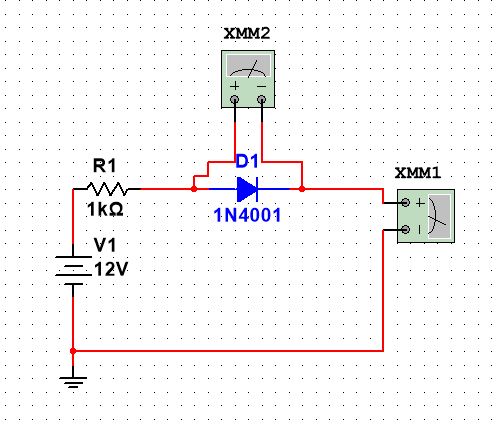 XMM2
+ −
D1
1N4001
R1
1kΩ
XMM1
+
−
V1
12V